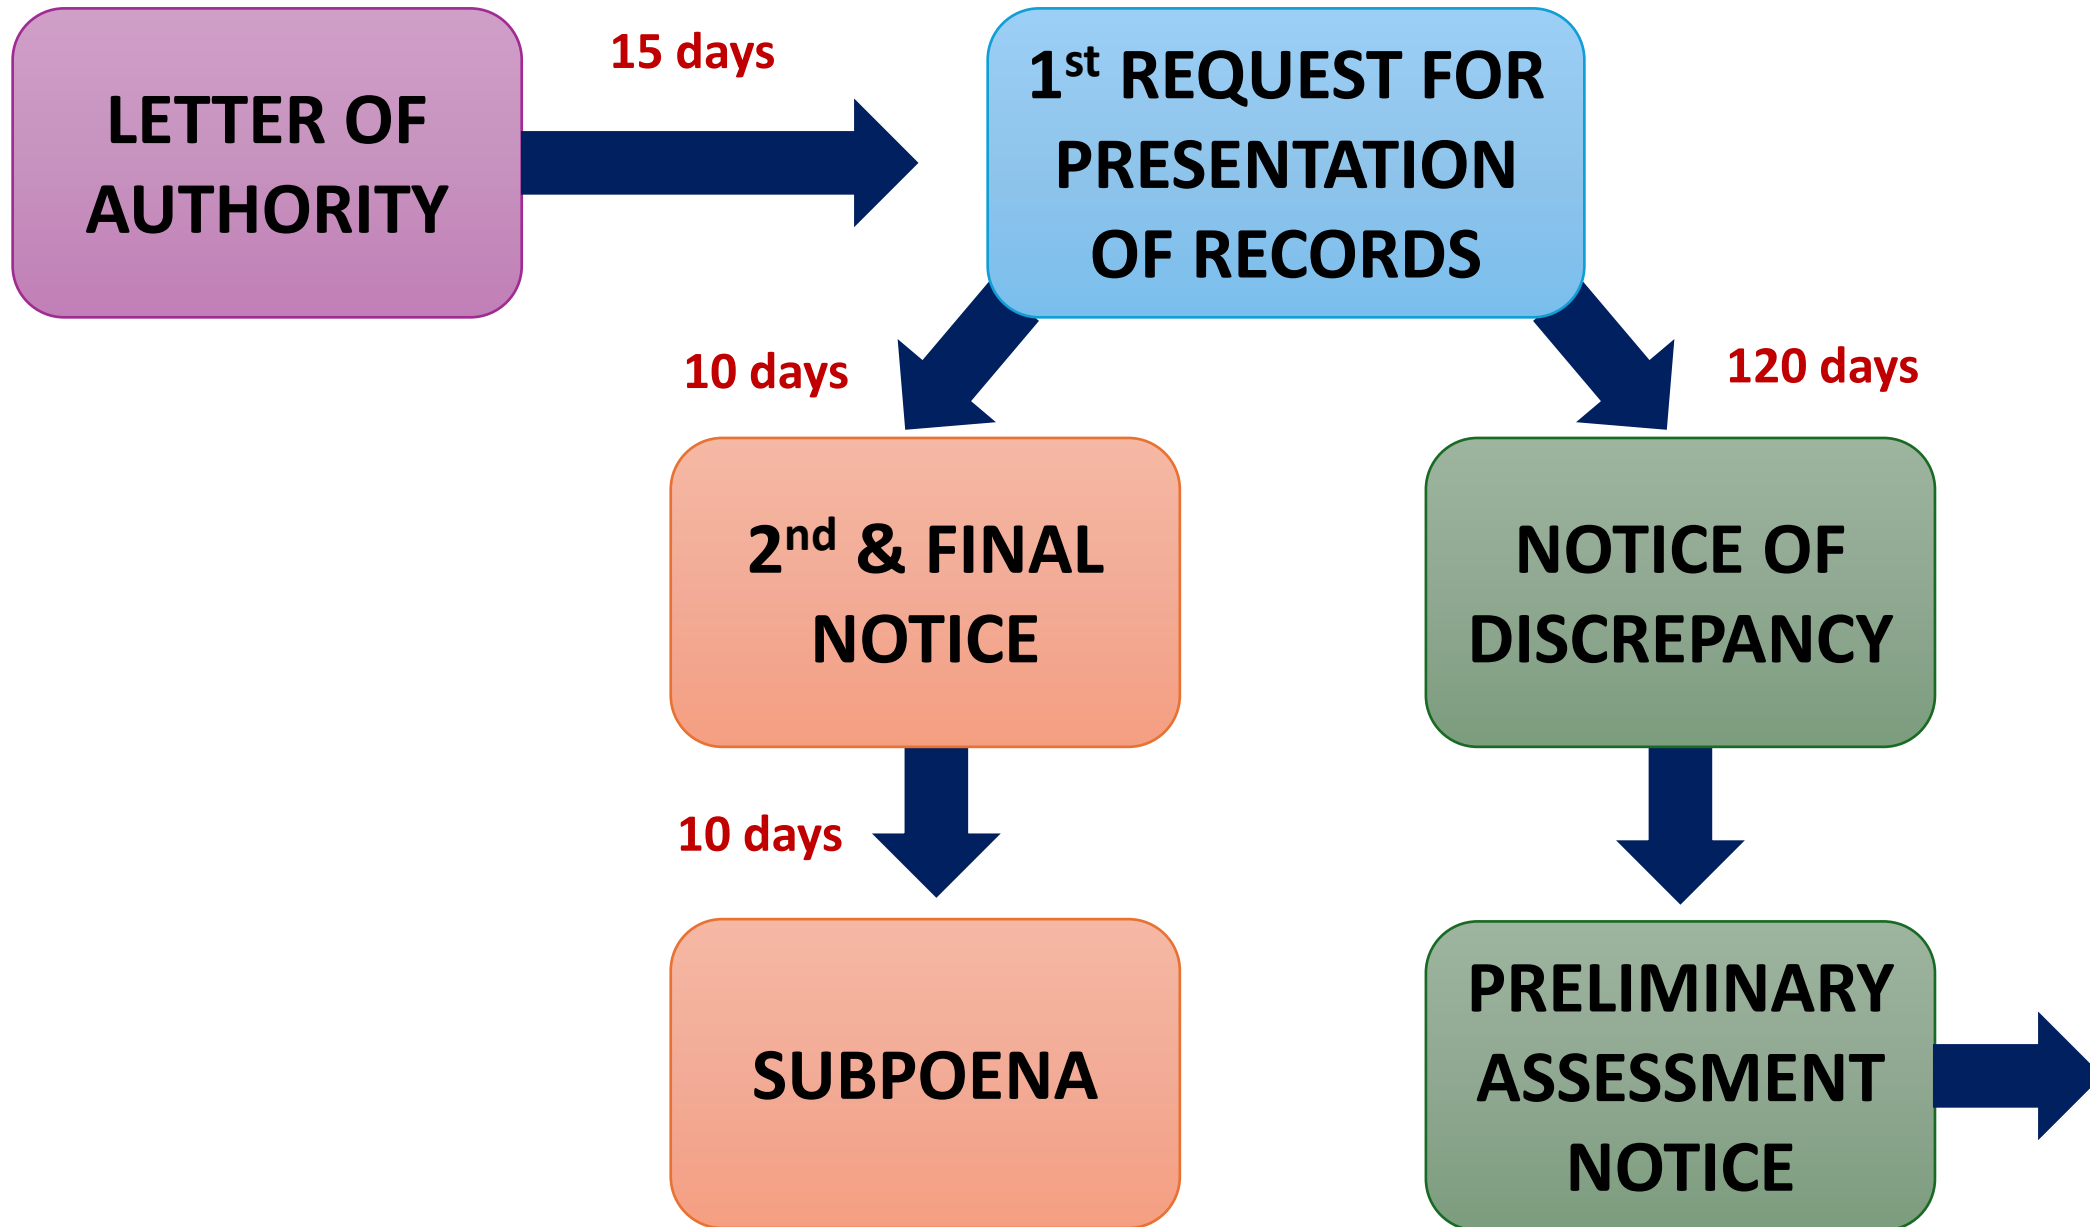 LETTER OF
AUTHORITY
15 days
1st REQUEST FOR
PRESENTATION
OF RECORDS
10 days
120 days
2nd & FINAL
NOTICE
NOTICE OF
DISCREPANCY
10 days
SUBPOENA
PRELIMINARY
ASSESSMENT
NOTICE